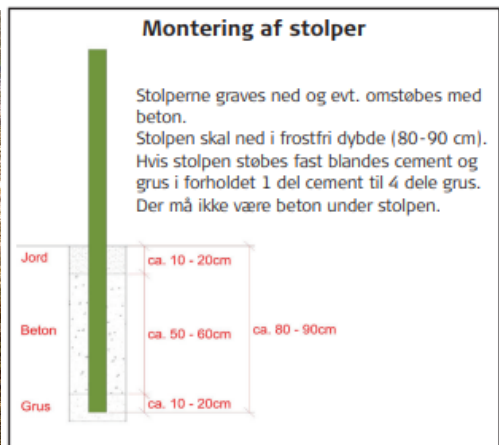 Montering af stolper
Stolperne graves ned og evt. omstøbes med
beton.
Stolpen skal ned i frostfri dybde (80-90 cm).
Hvis stolpen støbes fast blandes cement og
grus i forholdet 1 del cement til 4 dele grus.
Der må ikke være beton under stolpen.
Jord
ca. 10 - 20cm
Beton
ca. 50 - 60cm
ca. 80 - 90cm
Grus
ca. 10 - 20cm